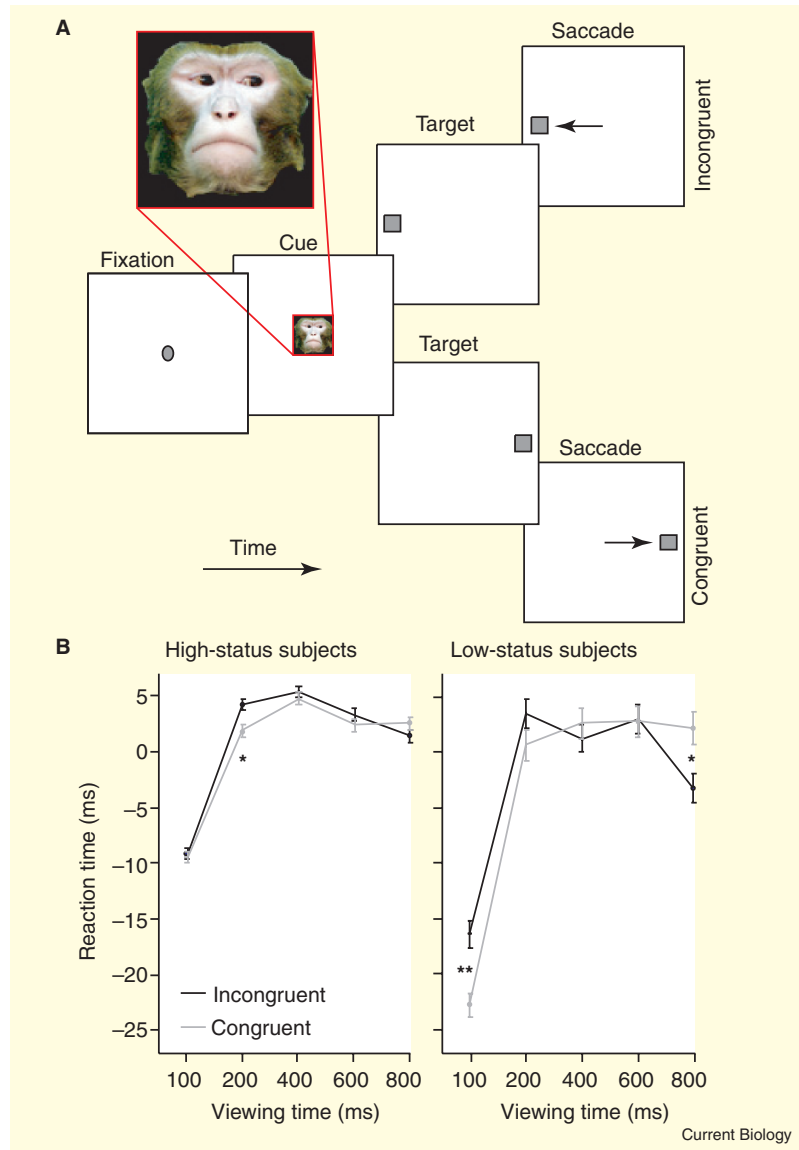 A
Saccade
Incongruent
Target
Cue
Fixation
Target
Saccade
Congruent
Time
B
High-status subjects
Low-status subjects
Reaction time (ms)
5
0
–5
–10
–15
–20
–25
*
**
*
Incongruent
Congruent
100 200 400 600 800
100 200 400 600 800
Viewing time (ms)
Viewing time (ms)
Current Biology